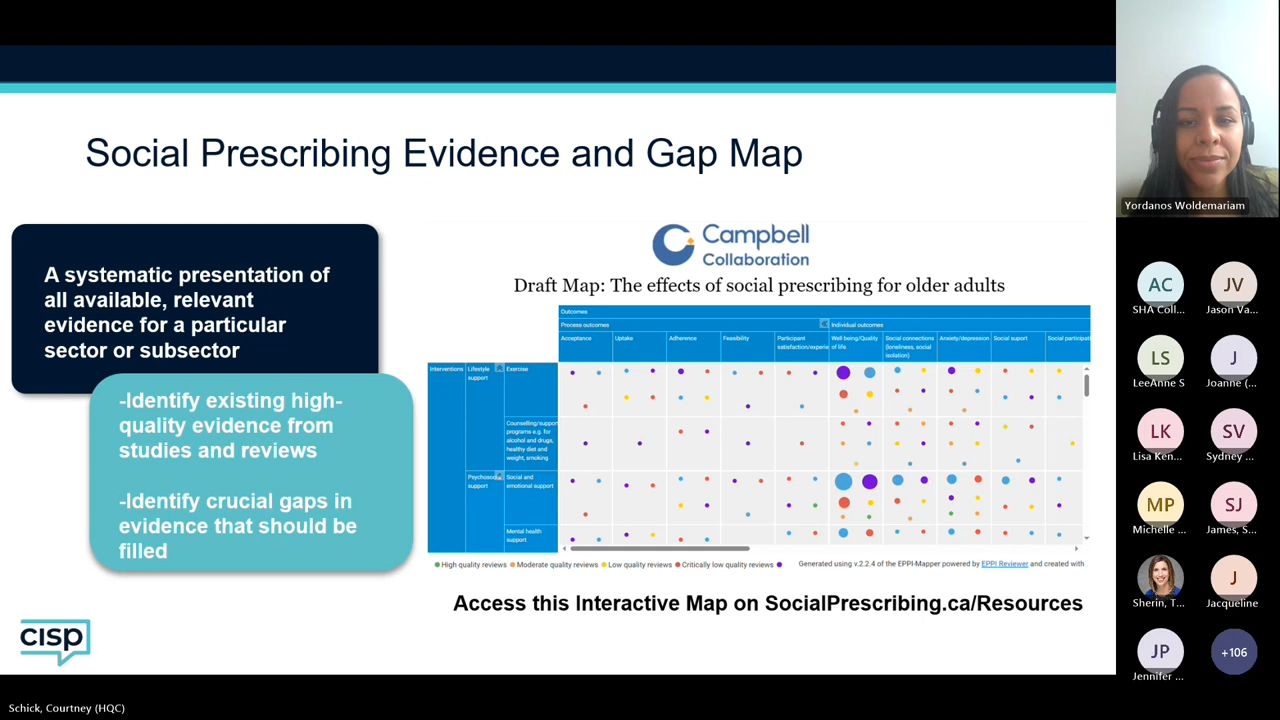 Social Prescribing Evidence and Gap Map
A systematic presentation of
all available, relevant
evidence for a particular
sector or subsector
-Identify existing high-
quality evidence from
studies and reviews
-Identify crucial gaps in
evidence that should be
filled
Campbell
Collaboration
Draft Map: The effects of social prescribing for older adults
Outcomes
Process outcomes
Individual outcomes
Acceptance
Uptake
Adherence
Feasibility
Participant
satisfaction/experie
Well being/Quality
of life
Social connections
(loneliness, social
isolation)
Anxiety/depression
Social suport
Social participat
Interventions
Lifestyle
support
Exercise
Counselling/support
programs e.g. for
alcohol and drugs,
healthy diet and
weight, smoking
Psychoso
support
Social and
emotional support
Mental health
support
High quality reviews
Moderate quality reviews
Low quality reviews
Critically low quality reviews
Generated using v.2.2.4 of the EPPI-Mapper powered by EPPI Reviewer and created with
Access this Interactive Map on SocialPrescribing.ca/Resources
cisp
Schick, Courtney (HQC)
Yordanos Woldemariam
AC
SHA Coll...
JV
Jason Va...
LS
LeeAnne S
J
Joanne (...
LK
Lisa Ken...
SV
Sydney ...
MP
Michelle ...
SJ
James, S...
Sherin, T...
J
Jacqueline
JP
Jennifer ...
+106